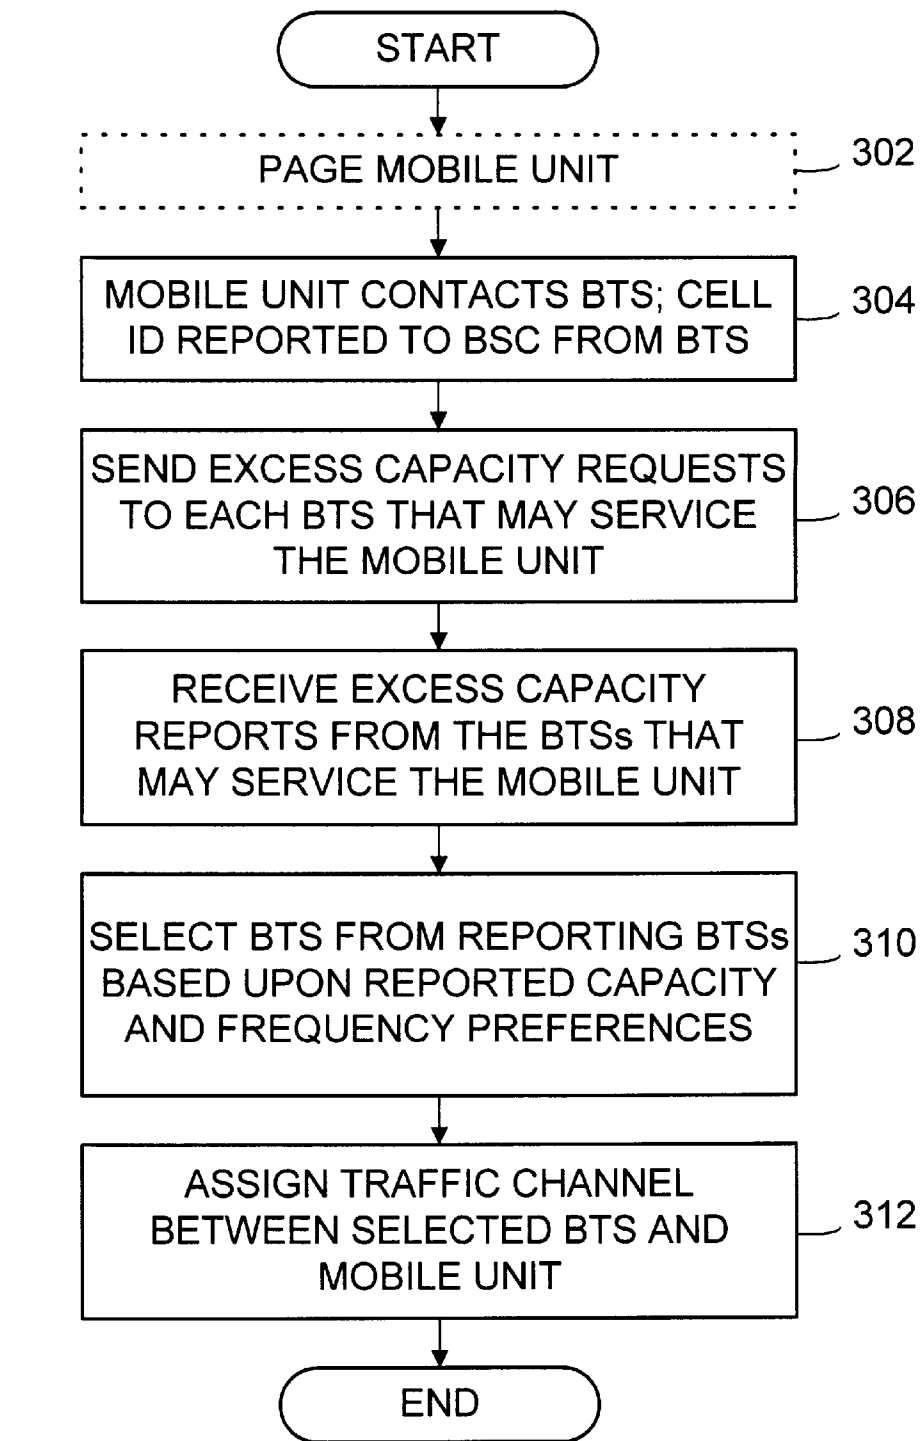 START
PAGE MOBILE UNIT
302
MOBILE UNIT CONTACTS BTS; CELL
ID REPORTED TO BSC FROM BTS
304
SEND EXCESS CAPACITY REQUESTS
TO EACH BTS THAT MAY SERVICE
THE MOBILE UNIT
306
RECEIVE EXCESS CAPACITY
REPORTS FROM THE BTSs THAT
MAY SERVICE THE MOBILE UNIT
308
SELECT BTS FROM REPORTING BTSs
BASED UPON REPORTED CAPACITY
AND FREQUENCY PREFERENCES
310
ASSIGN TRAFFIC CHANNEL
BETWEEN SELECTED BTS AND
MOBILE UNIT
312
END